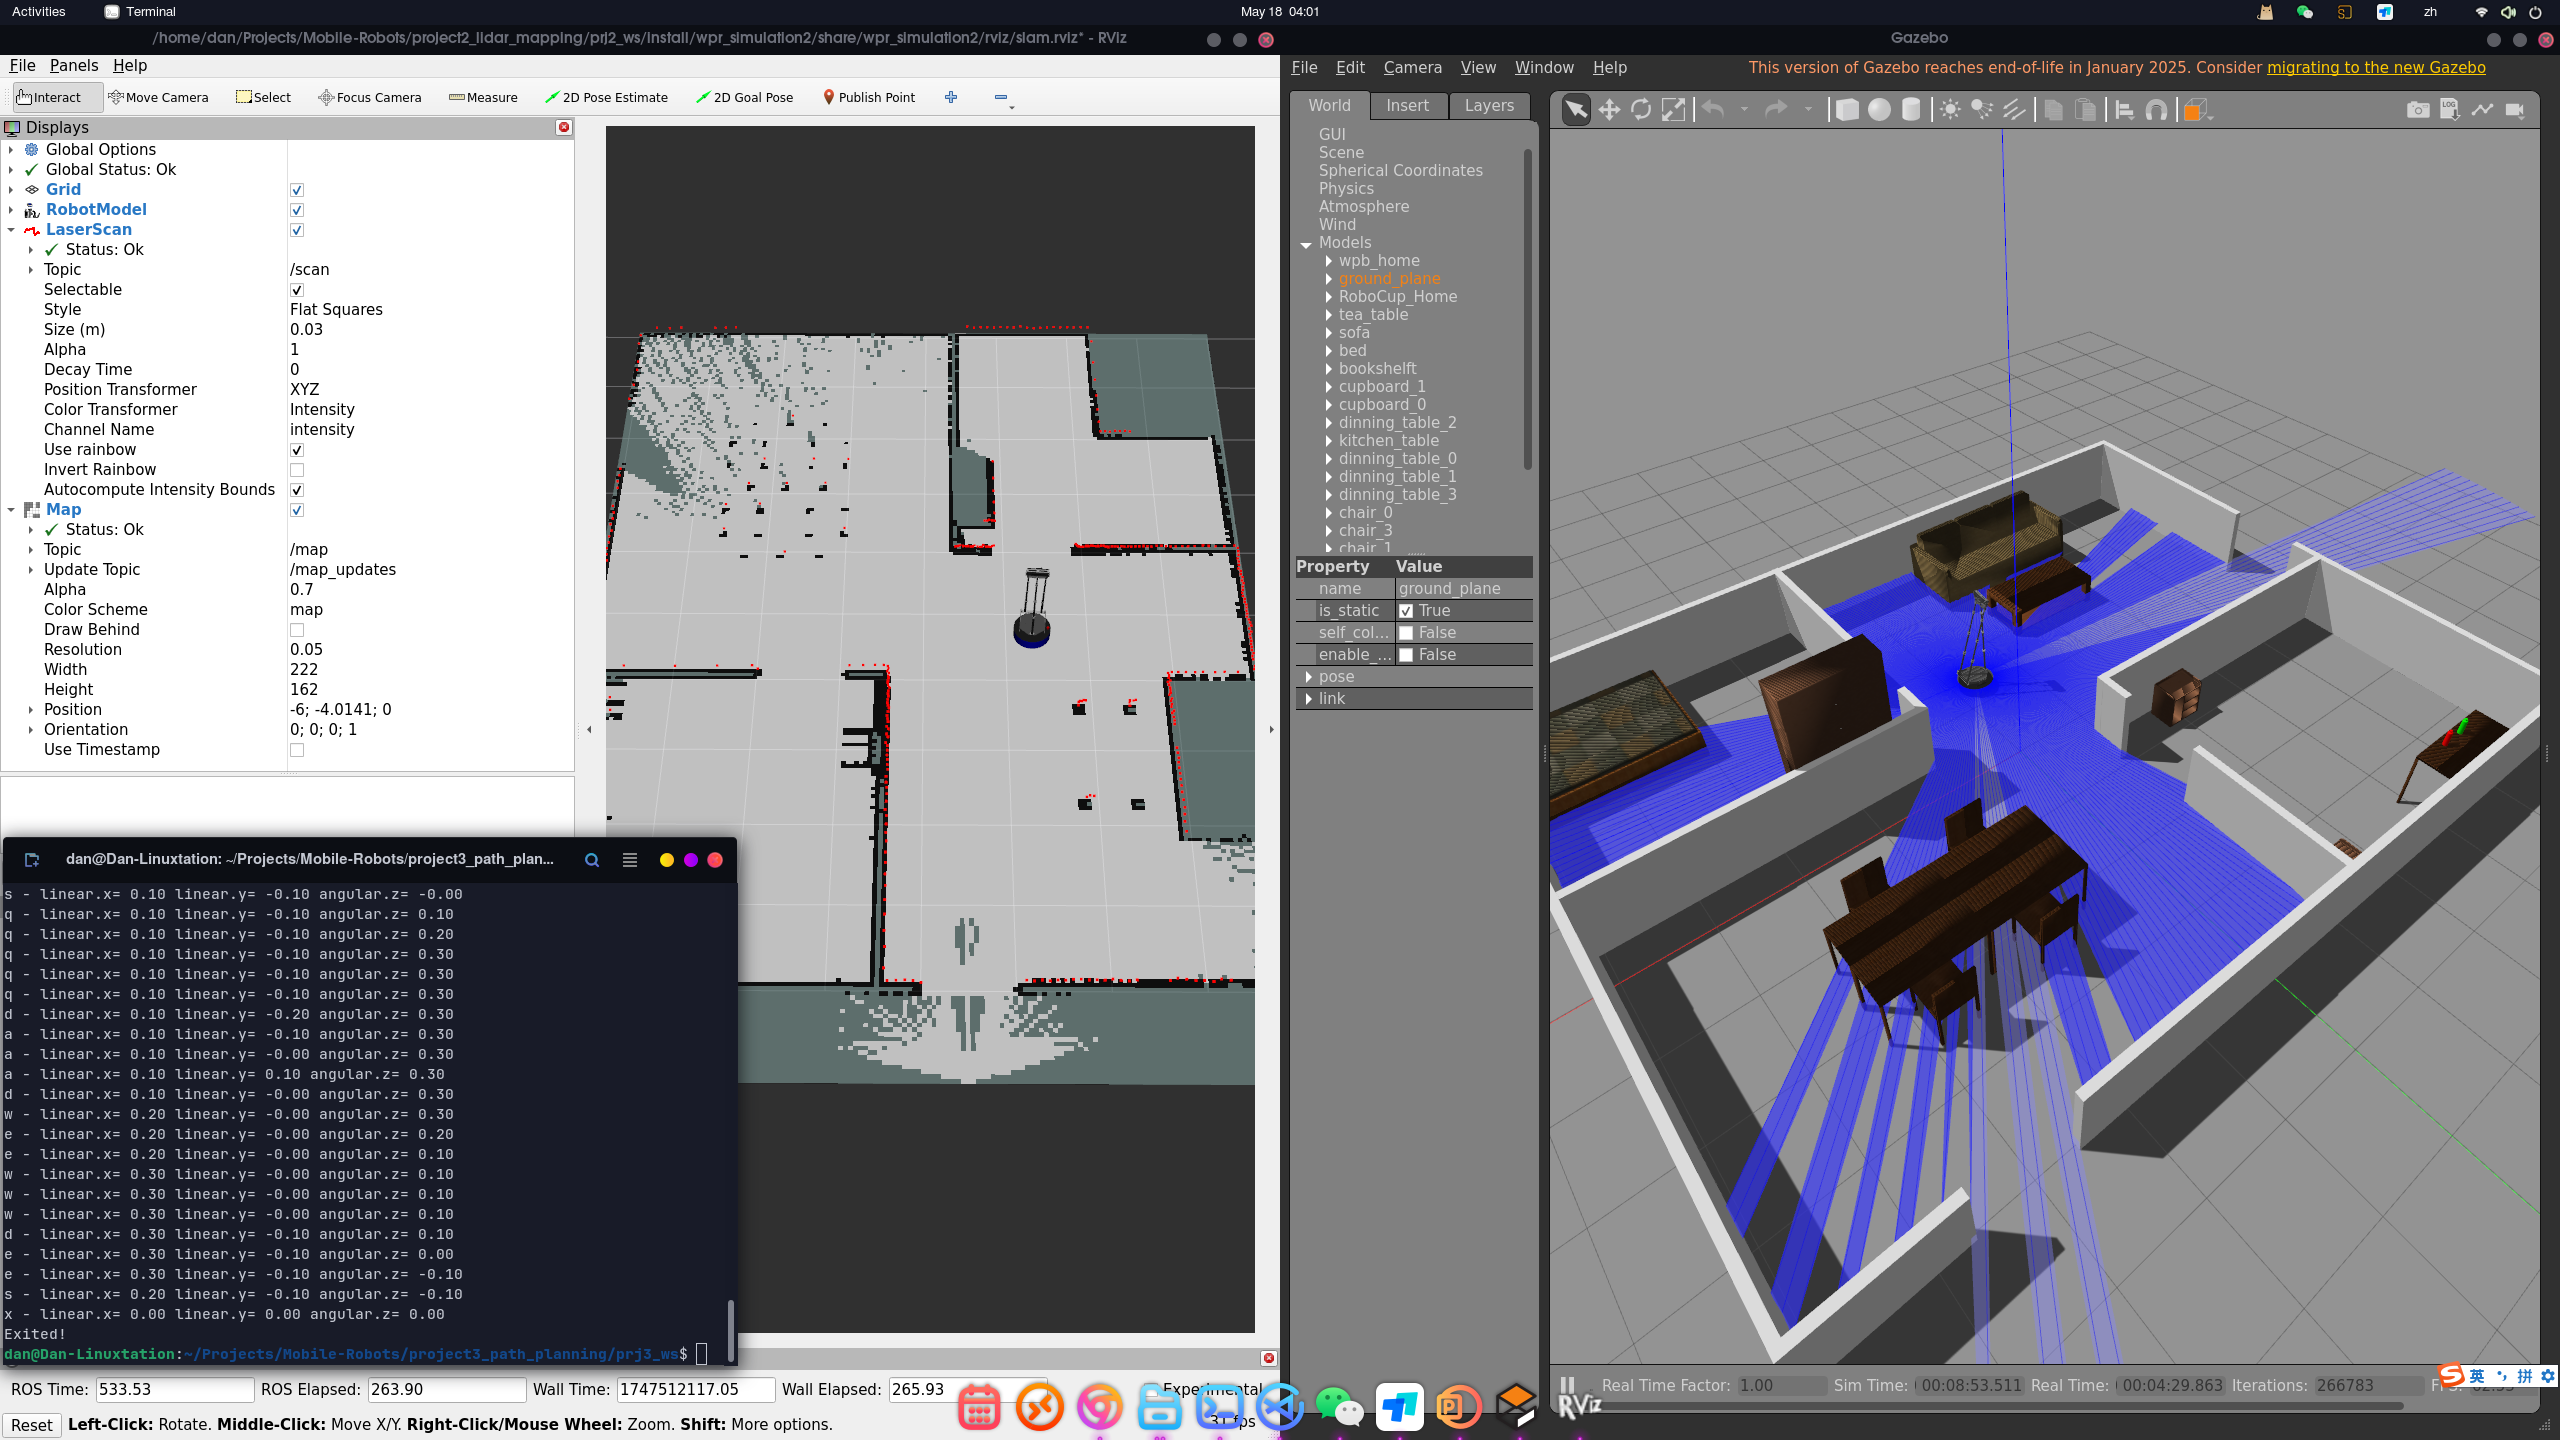 Activities
Terminal
May 18 04:01
zh
/home/dan/Projects/Mobile-Robots/project2_lidar_mapping/prj2_ws/install/wpr_simulation2/share/wpr_simulation2/rviz/slam.rviz* - RViz
File Panels Help
Interact Move Camera Select Focus Camera Measure 2D Pose Estimate 2D Goal Pose Publish Point
Displays
Global Options
Global Status: Ok
Grid
RobotModel
LaserScan
Status: Ok
Topic /scan
Selectable
Style Flat Squares
Size (m) 0.03
Alpha 1
Decay Time 0
Position Transformer XYZ
Color Transformer Intensity
Channel Name intensity
Use rainbow
Invert Rainbow
Autocompute Intensity Bounds
Map
Status: Ok
Topic /map
Update Topic /map_updates
Alpha 0.7
Color Scheme map
Draw Behind
Resolution 0.05
Width 222
Height 162
Position -6; -4.0141; 0
Orientation 0; 0; 0; 1
Use Timestamp
dan@Dan-Linuxtation: ~/Projects/Mobile-Robots/project3_path_plan...
s - linear.x= 0.10 linear.y= -0.10 angular.z= -0.00
q - linear.x= 0.10 linear.y= -0.10 angular.z= 0.10
q - linear.x= 0.10 linear.y= -0.10 angular.z= 0.20
q - linear.x= 0.10 linear.y= -0.10 angular.z= 0.30
q - linear.x= 0.10 linear.y= -0.10 angular.z= 0.30
q - linear.x= 0.10 linear.y= -0.10 angular.z= 0.30
d - linear.x= 0.10 linear.y= -0.20 angular.z= 0.30
a - linear.x= 0.10 linear.y= -0.10 angular.z= 0.30
a - linear.x= 0.10 linear.y= -0.00 angular.z= 0.30
a - linear.x= 0.10 linear.y= 0.10 angular.z= 0.30
d - linear.x= 0.10 linear.y= -0.00 angular.z= 0.30
w - linear.x= 0.20 linear.y= -0.00 angular.z= 0.30
e - linear.x= 0.20 linear.y= -0.00 angular.z= 0.20
e - linear.x= 0.20 linear.y= -0.00 angular.z= 0.10
w - linear.x= 0.30 linear.y= -0.00 angular.z= 0.10
w - linear.x= 0.30 linear.y= -0.00 angular.z= 0.10
w - linear.x= 0.30 linear.y= -0.00 angular.z= 0.10
d - linear.x= 0.30 linear.y= -0.10 angular.z= 0.10
e - linear.x= 0.30 linear.y= -0.10 angular.z= 0.00
e - linear.x= 0.30 linear.y= -0.10 angular.z= -0.10
s - linear.x= 0.20 linear.y= -0.10 angular.z= -0.10
x - linear.x= 0.00 linear.y= 0.00 angular.z= 0.00
Exited!
dan@Dan-Linuxtation:~/Projects/Mobile-Robots/project3_path_planning/prj3_ws$
ROS Time: 533.53 ROS Elapsed: 263.90 Wall Time: 1747512117.05 Wall Elapsed: 265.93 Experimental
Reset Left-Click: Rotate. Middle-Click: Move X/Y. Right-Click/Mouse Wheel: Zoom. Shift: More options. 31 fps
Gazebo
File Edit Camera View Window Help
This version of Gazebo reaches end-of-life in January 2025. Consider migrating to the new Gazebo
World Insert Layers
LOG
GUI
Scene
Spherical Coordinates
Physics
Atmosphere
Wind
Models
wpb_home
ground_plane
RoboCup_Home
tea_table
sofa
bed
bookshelft
cupboard_1
cupboard_0
dinning_table_2
kitchen_table
dinning_table_0
dinning_table_1
dinning_table_3
chair_0
chair_3
chair_1
Property Value
name ground_plane
is_static True
self_col... False
enable_... False
pose
link
Real Time Factor: 1.00 Sim Time: 00:08:53.511 Real Time: 00:04:29.863 Iterations: 266783
英 拼
RViz